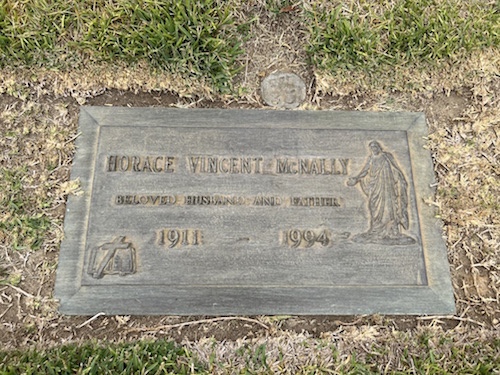 HORACE VINCENT McNALLY
BELOVED HUSBAND AND FATHER
1911 - 1994